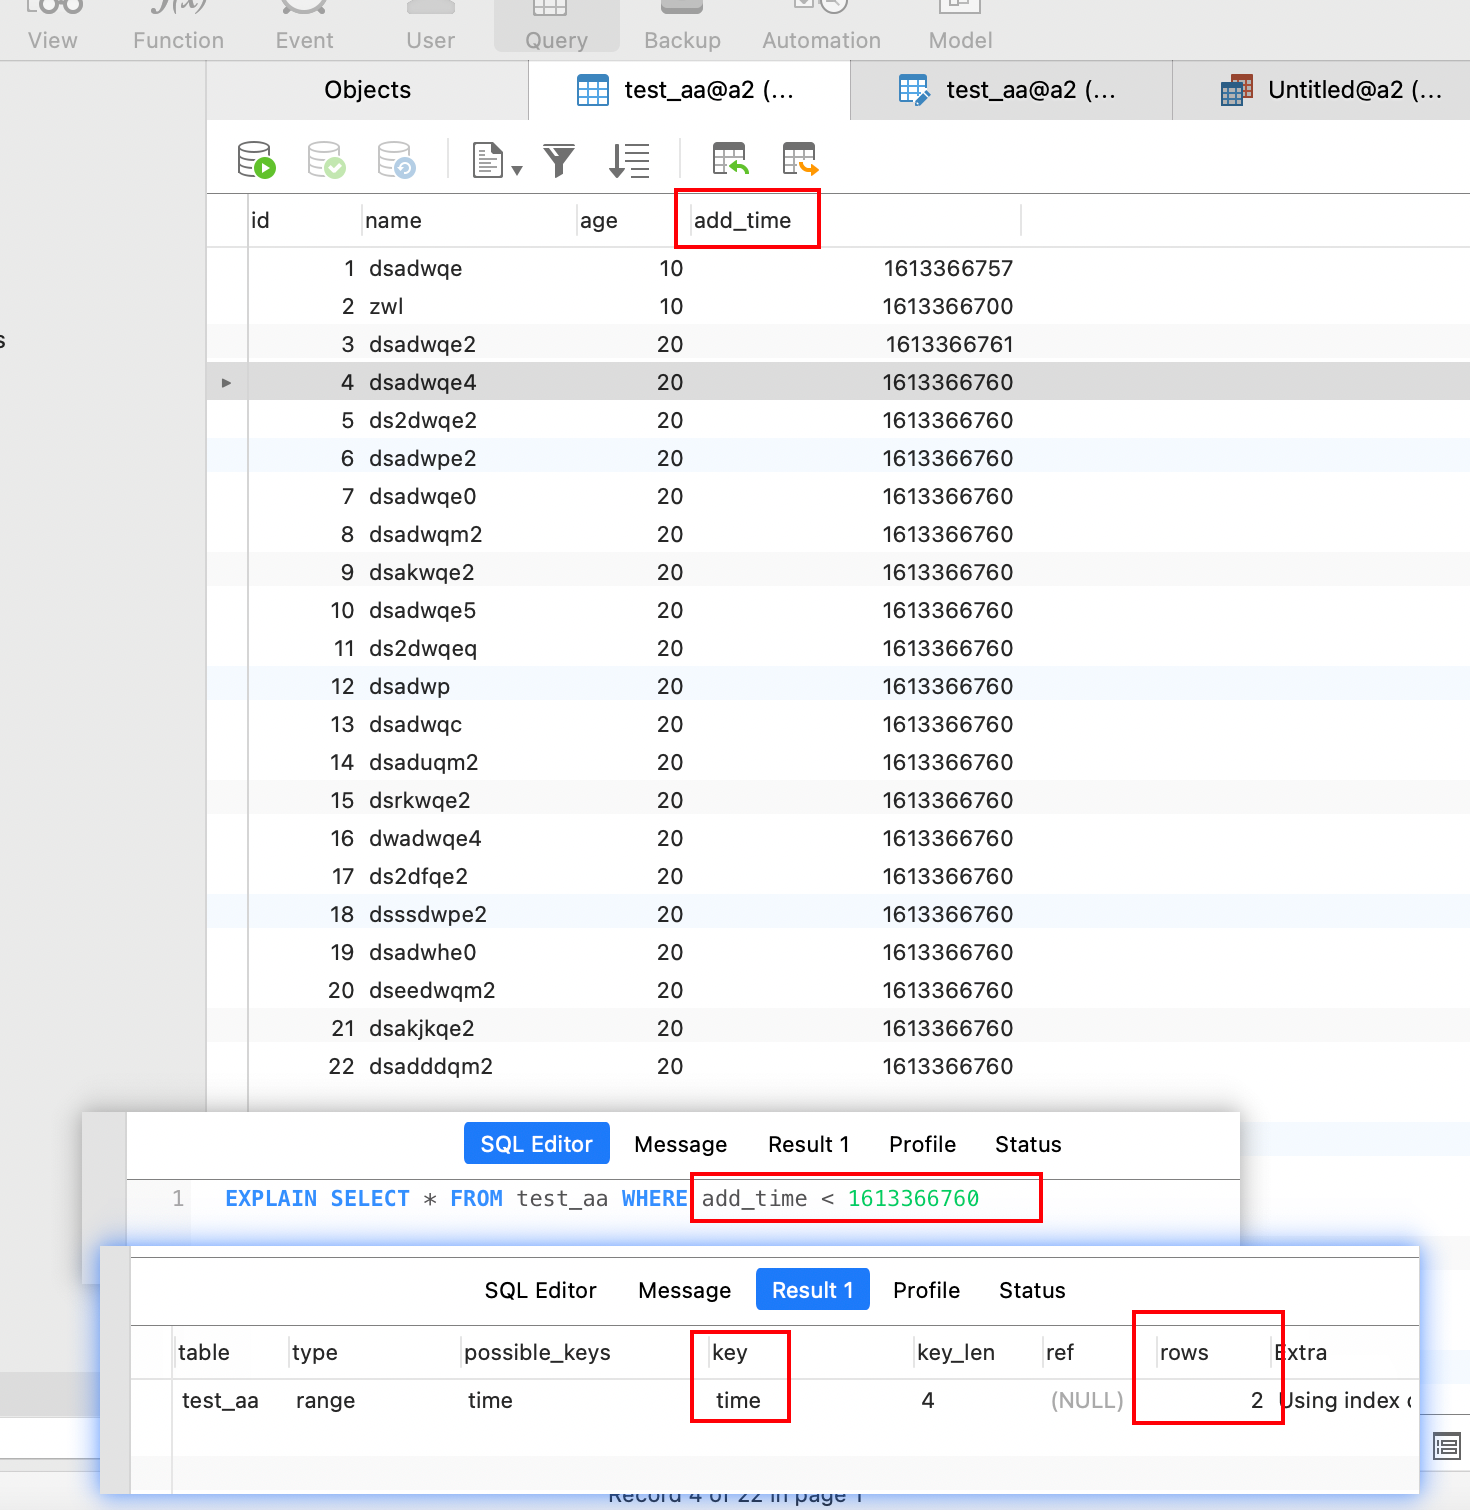 View Function Event User Query Backup Automation Model
Objects test_aa@a2 (... test_aa@a2 (... Untitled@a2 (...
id name age add_time
1 dsadwqe 10 1613366757
2 zwl 10 1613366700
s
3 dsadwqe2 20 1613366761
4 dsadwqe4 20 1613366760
5 ds2dwqe2 20 1613366760
6 dsadwpe2 20 1613366760
7 dsadwqe0 20 1613366760
8 dsadwqm2 20 1613366760
9 dsakwqe2 20 1613366760
10 dsadwqe5 20 1613366760
11 ds2dwqeq 20 1613366760
12 dsadwp 20 1613366760
13 dsadwqc 20 1613366760
14 dsaduqm2 20 1613366760
15 dsrkwqe2 20 1613366760
16 dwadwqe4 20 1613366760
17 ds2dfqe2 20 1613366760
18 dsssdwpe2 20 1613366760
19 dsadwhe0 20 1613366760
20 dseedwqm2 20 1613366760
21 dsakjkqe2 20 1613366760
22 dsadddqm2 20 1613366760
SQL Editor Message Result 1 Profile Status
1 EXPLAIN SELECT * FROM test_aa WHERE add_time < 1613366760
SQL Editor Message Result 1 Profile Status
table type possible_keys key key_len ref rows Extra
test_aa range time time 4 (NULL) 2 Using index c
Record 4 of 22 in page 1